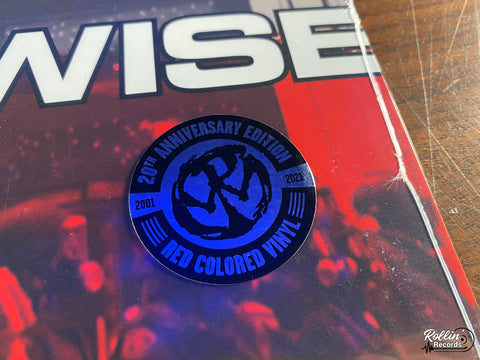 WISE
20TH ANNIVERSARY EDITION
2001
2021
RED COLORED VINYL
Rollin'
Records